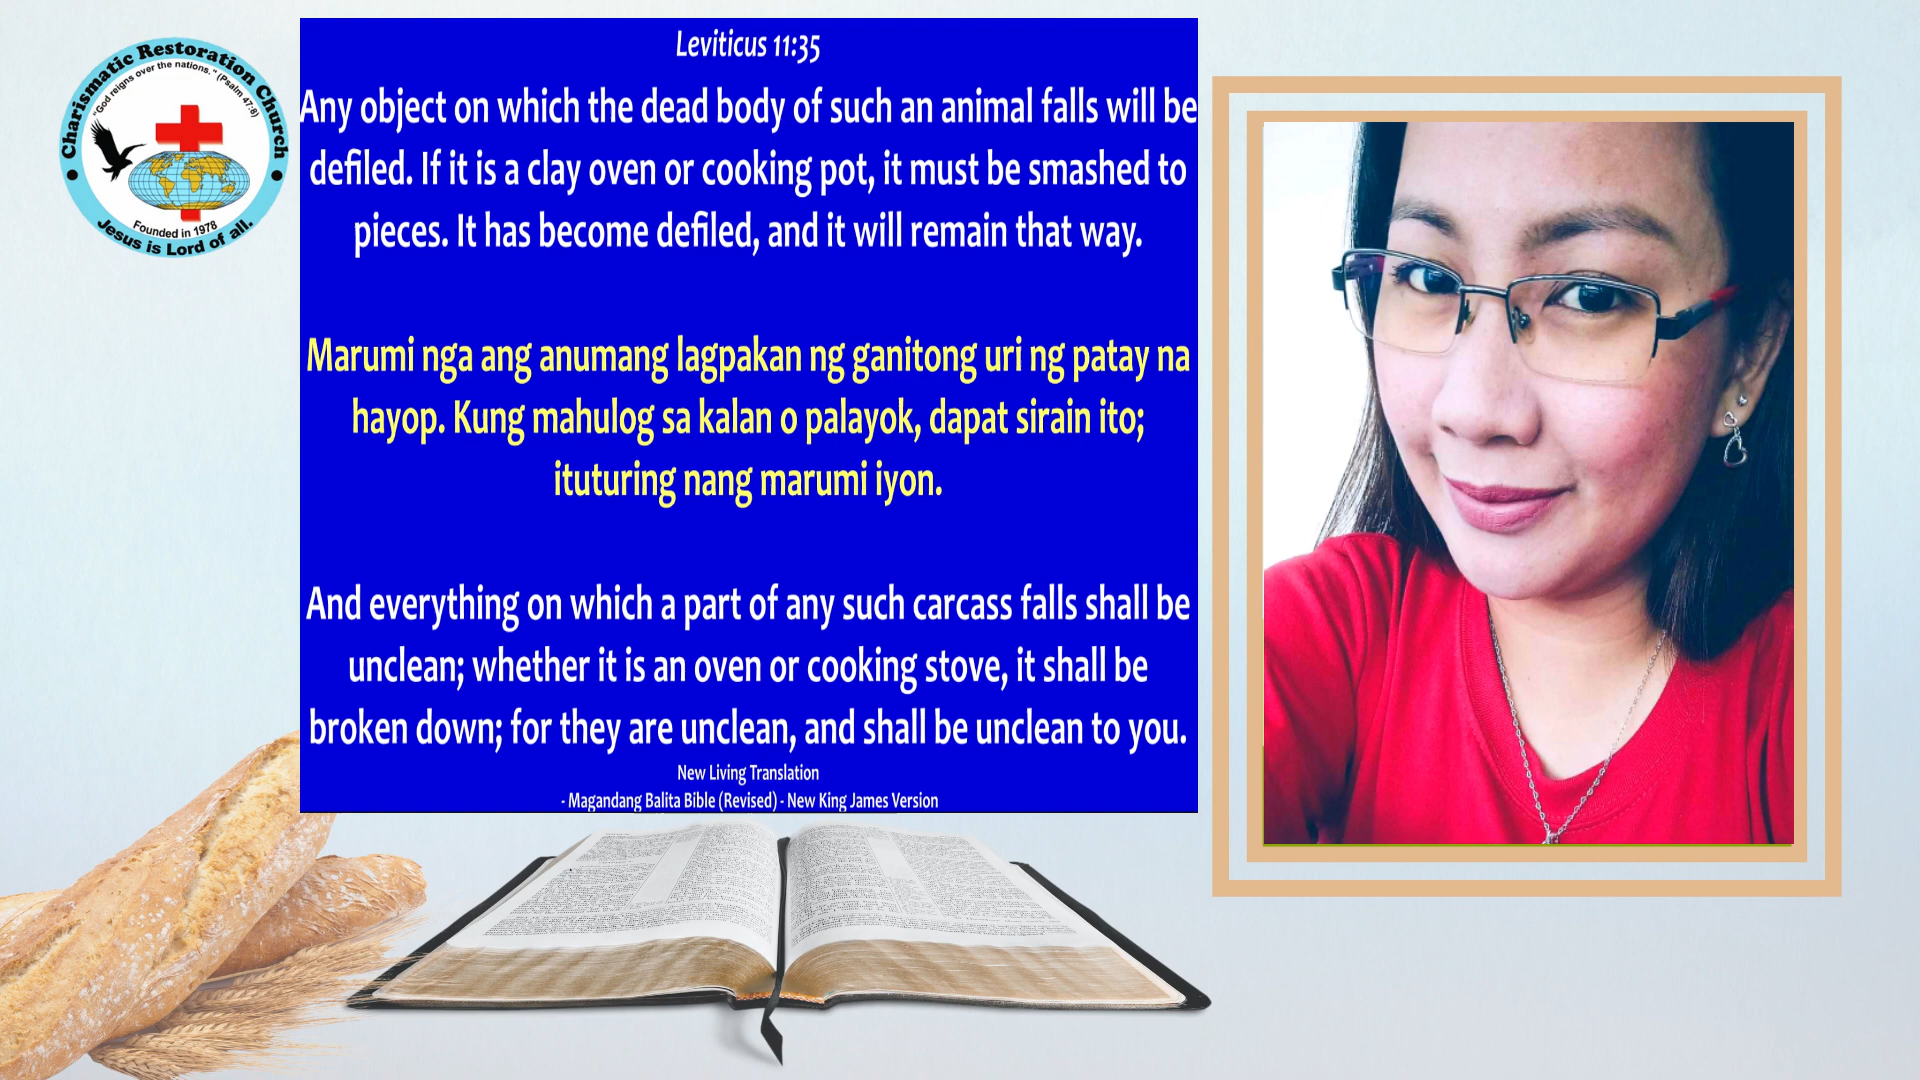 Charismatic Restoration Church
"God reigns over the nations." (Psalm 47:8)
Founded in 1978
Jesus is Lord of all.
Leviticus 11:35
Any object on which the dead body of such an animal falls will be
defiled. If it is a clay oven or cooking pot, it must be smashed to
pieces. It has become defiled, and it will remain that way.
Marumi nga ang anumang lagpakan ng ganitong uri ng patay na
hayop. Kung mahulog sa kalan o palayok, dapat sirain ito;
ituturing nang marumi iyon.
And everything on which a part of any such carcass falls shall be
unclean; whether it is an oven or cooking stove, it shall be
broken down; for they are unclean, and shall be unclean to you.
New Living Translation
- Magandang Balita Bible (Revised) - New King James Version